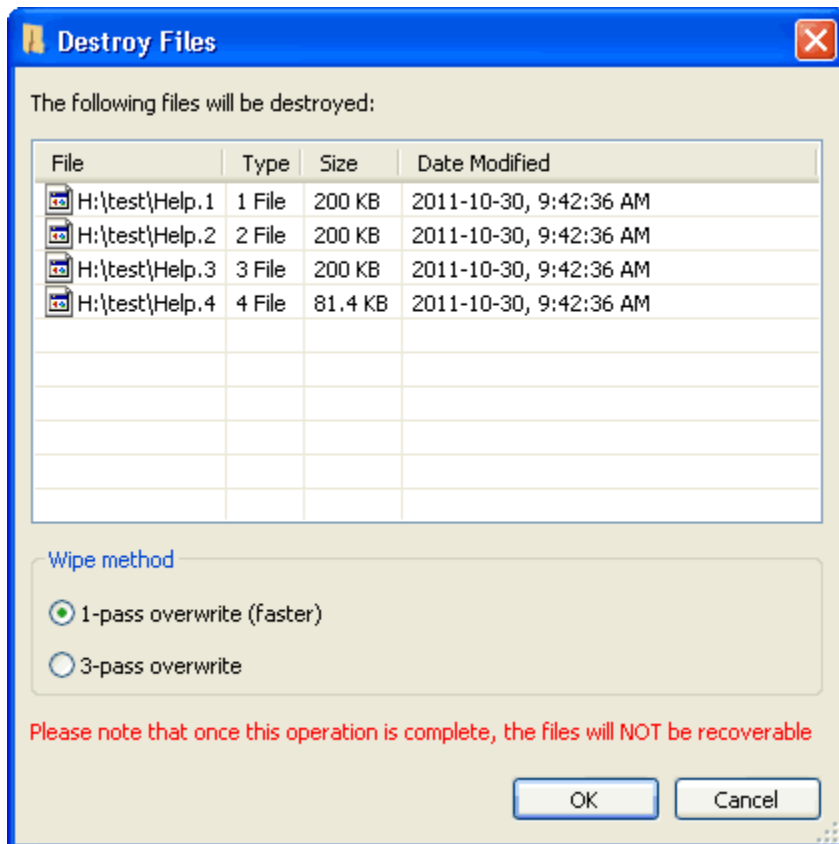 Destroy Files
The following files will be destroyed:
File Type Size Date Modified
H:\test\Help.1 1 File 200 KB 2011-10-30, 9:42:36 AM
H:\test\Help.2 2 File 200 KB 2011-10-30, 9:42:36 AM
H:\test\Help.3 3 File 200 KB 2011-10-30, 9:42:36 AM
H:\test\Help.4 4 File 81.4 KB 2011-10-30, 9:42:36 AM
Wipe method
1-pass overwrite (faster)
3-pass overwrite
Please note that once this operation is complete, the files will NOT be recoverable
OK Cancel